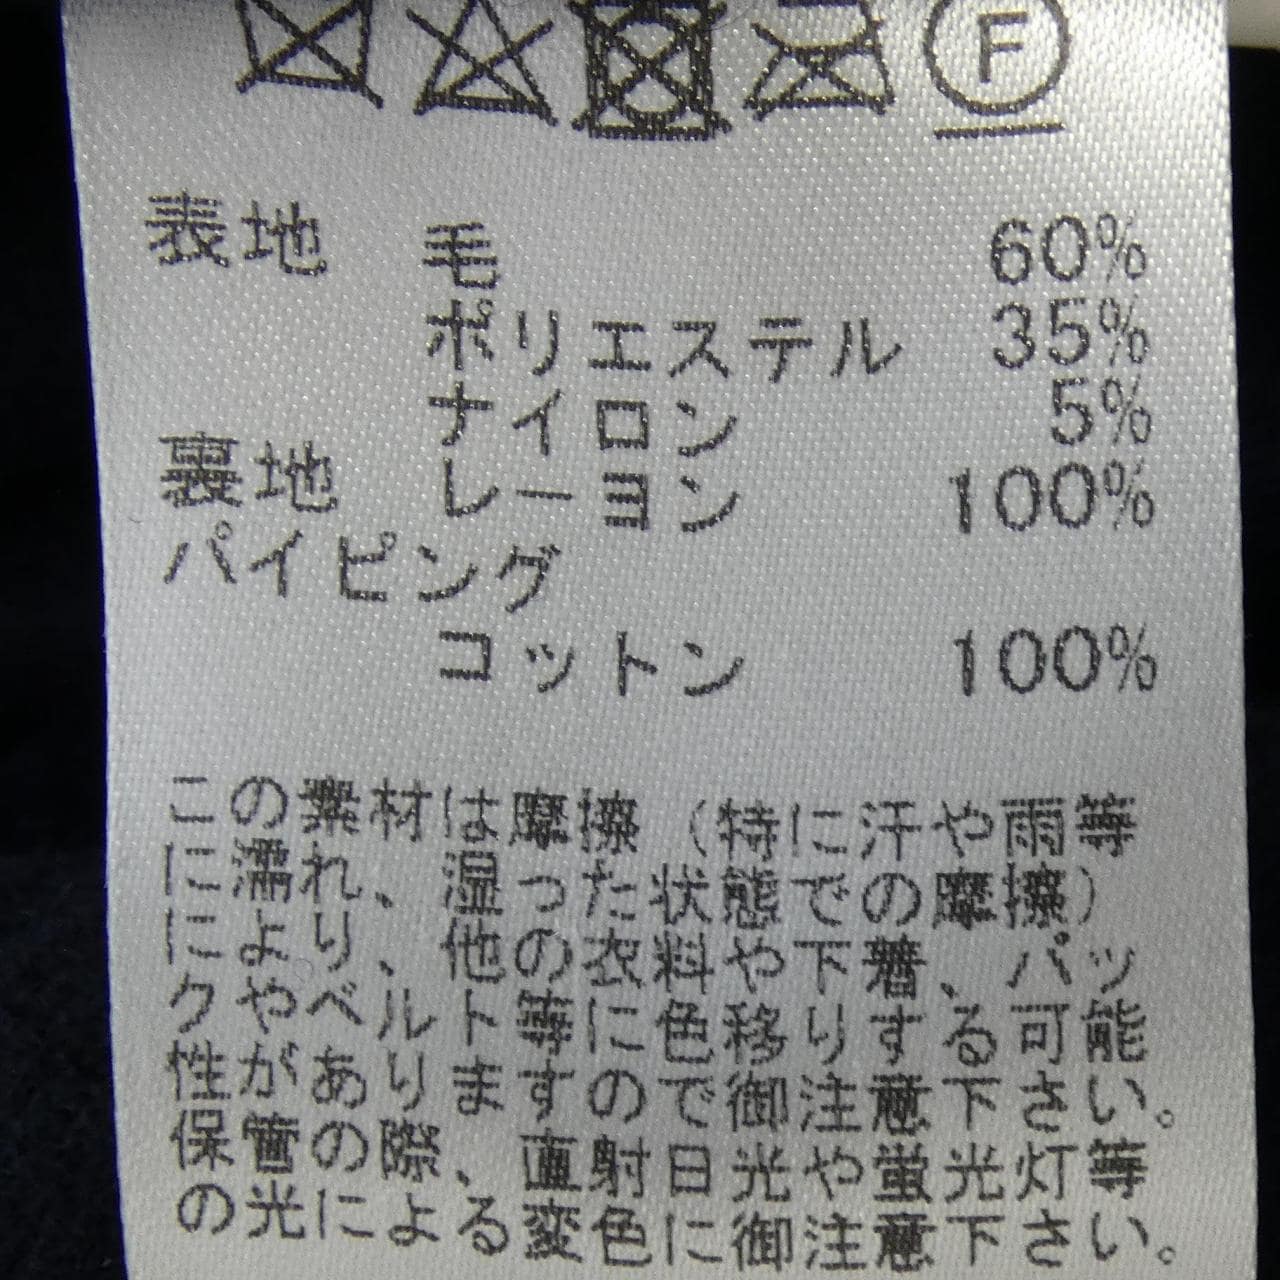 F
表地 毛 60%
ポリエステル 35%
ナイロン 5%
裏地 レーヨン 100%
パイピング
コットン 100%
この素材は摩擦（特に汗や雨等
に濡れ、湿った状態での摩擦）
により、他の衣料や下着、パッ
クやベルト等に色移りする可能
性がありますので御注意下さい。
保管の際、直射日光や蛍光灯等
の光による変色に御注意下さい。